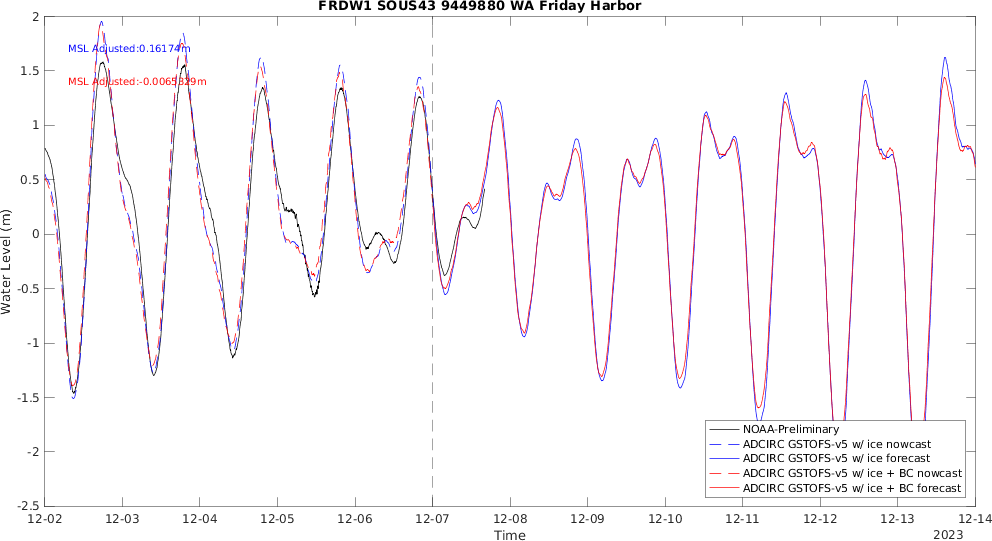 FRDW1 SOUS43 9449880 WA Friday Harbor
MSL Adjusted:0.16174m
MSL Adjusted:-0.0065329m
Water Level (m)
2
1.5
1
0.5
0
-0.5
-1
-1.5
-2
-2.5
NOAA-Preliminary
ADCIRC GSTOFS-v5 w/ ice nowcast
ADCIRC GSTOFS-v5 w/ ice forecast
ADCIRC GSTOFS-v5 w/ ice + BC nowcast
ADCIRC GSTOFS-v5 w/ ice + BC forecast
12-02 12-03 12-04 12-05 12-06 12-07 12-08 12-09 12-10 12-11 12-12 12-13 12-14
Time
2023